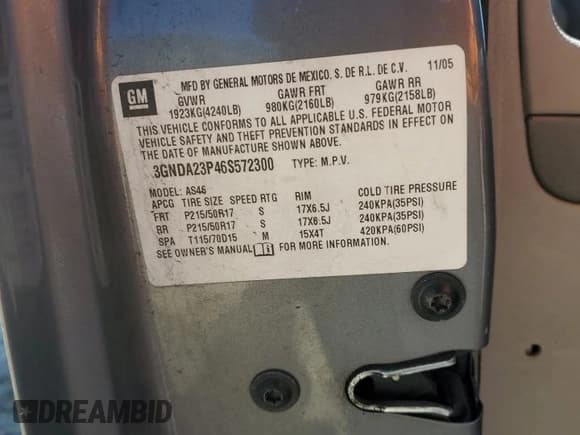 GM
MFD BY GENERAL MOTORS DE MEXICO, S. DE R.L. DE C.V. 11/05
GVWR GAWR FRT GAWR RR
1923KG(4240LB) 980KG(2160LB) 979KG(2158LB)
THIS VEHICLE CONFORMS TO ALL APPLICABLE U.S. FEDERAL MOTOR
VEHICLE SAFETY AND THEFT PREVENTION STANDARDS IN EFFECT ON
THE DATE OF MANUFACTURE SHOWN ABOVE.
3GNDA23P46S572300 TYPE: M.P.V.
MODEL: AS46
APCG TIRE SIZE SPEED RTG RIM COLD TIRE PRESSURE
FRT P215/50R17 S 17X6.5J 240KPA(35PSI)
RR P215/50R17 S 17X6.5J 240KPA(35PSI)
SPA T115/70D15 M 15X4T 420KPA(60PSI)
SEE OWNER'S MANUAL FOR MORE INFORMATION.
DREAMBID